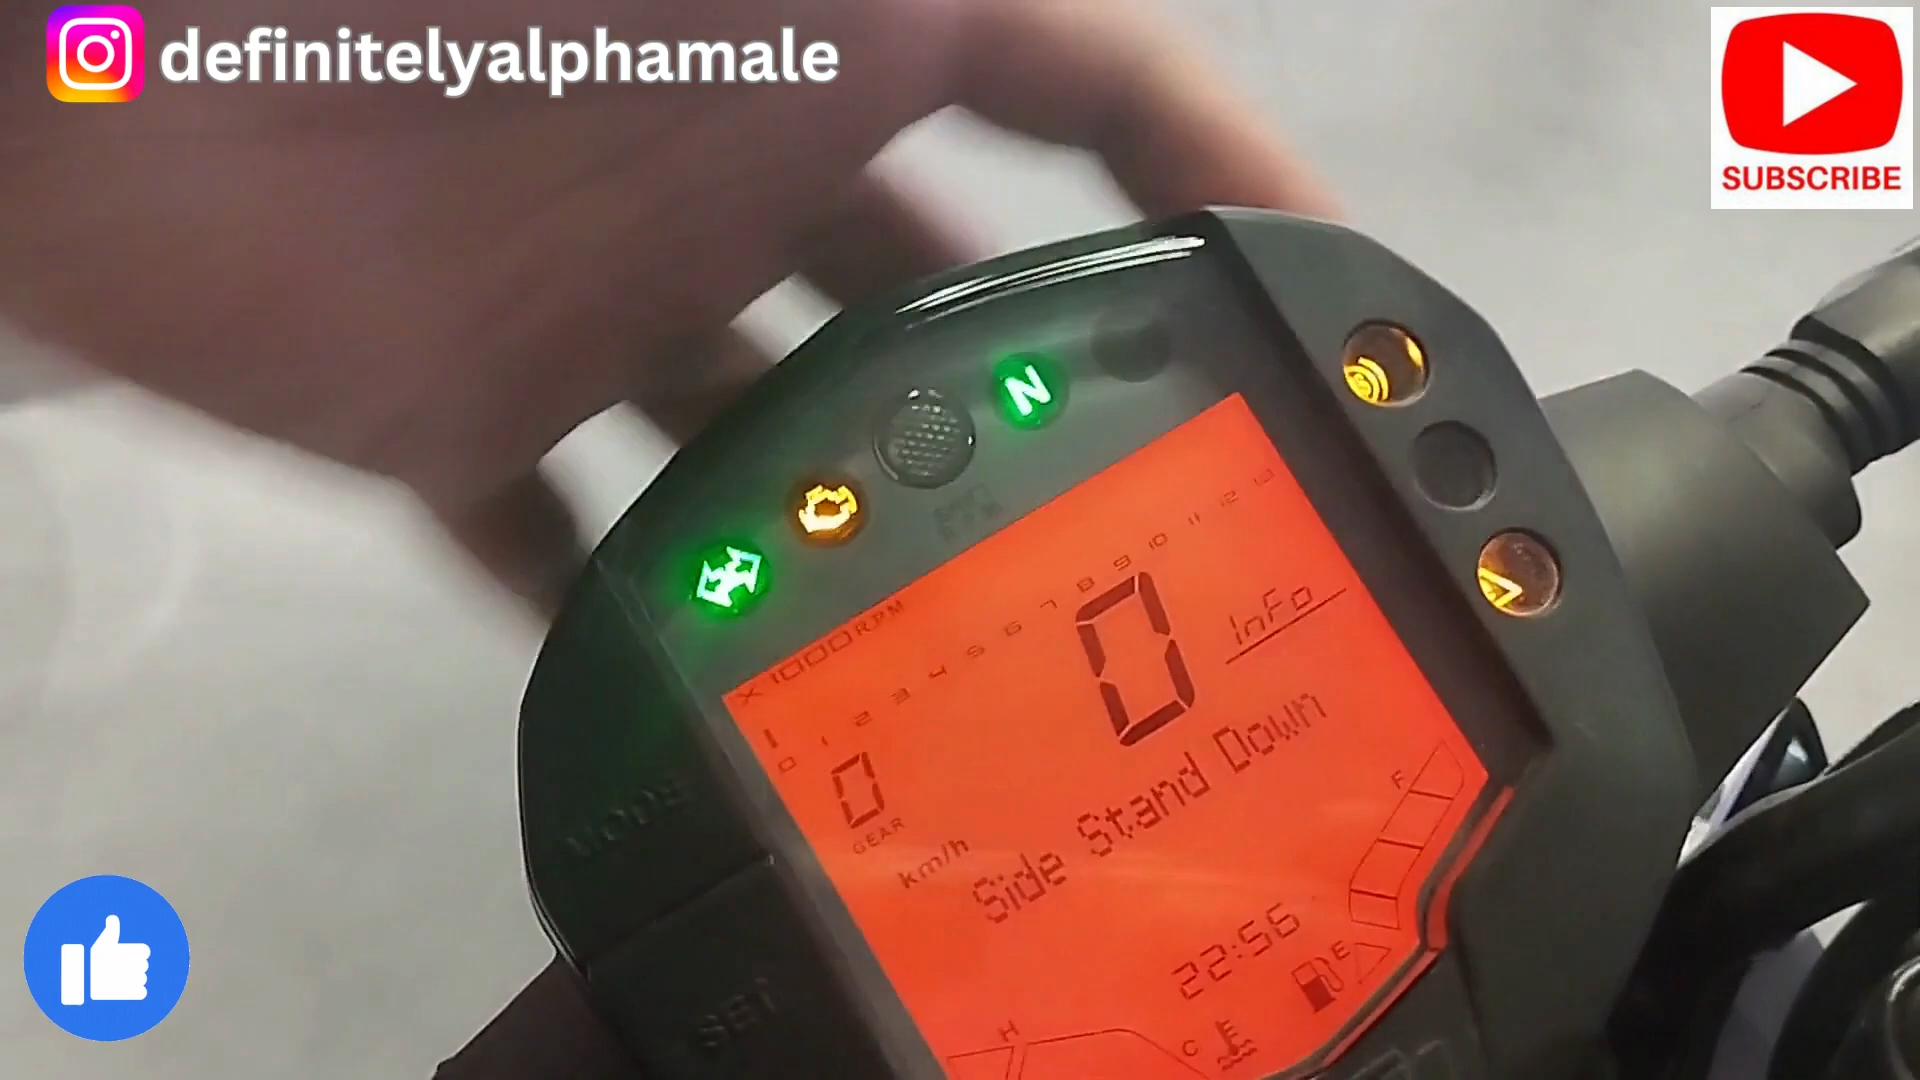 definitelyalphamale
SUBSCRIBE
N
X1000RPM
0 1 2 3 4 5 6 7 8 9 10 11 12 13
0
InFo
0
GEAR
km/h
Side Stand Down
22:56
F
E
H
C
MODE
SET